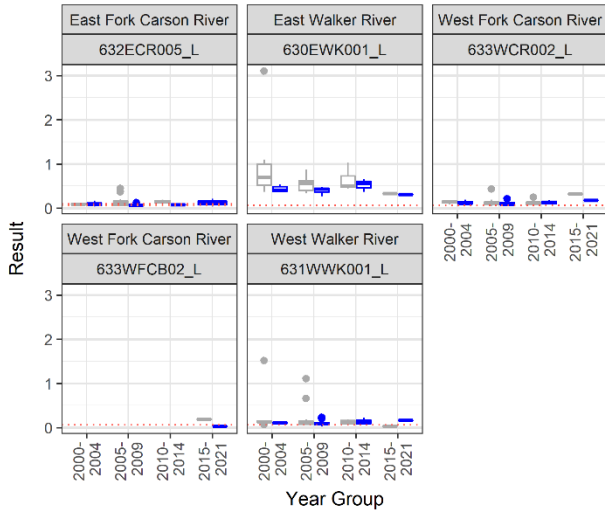 East Fork Carson River
East Walker River
West Fork Carson River
632ECR005_L
630EWK001_L
633WCR002_L
3
2
1
0
2000-
2004
2005-
2009
2010-
2014
2015-
2021
West Fork Carson River
West Walker River
633WFCB02_L
631WWK001_L
3
2
1
0
2000-
2004
2005-
2009
2010-
2014
2015-
2021
2000-
2004
2005-
2009
2010-
2014
2015-
2021
Result
Year Group